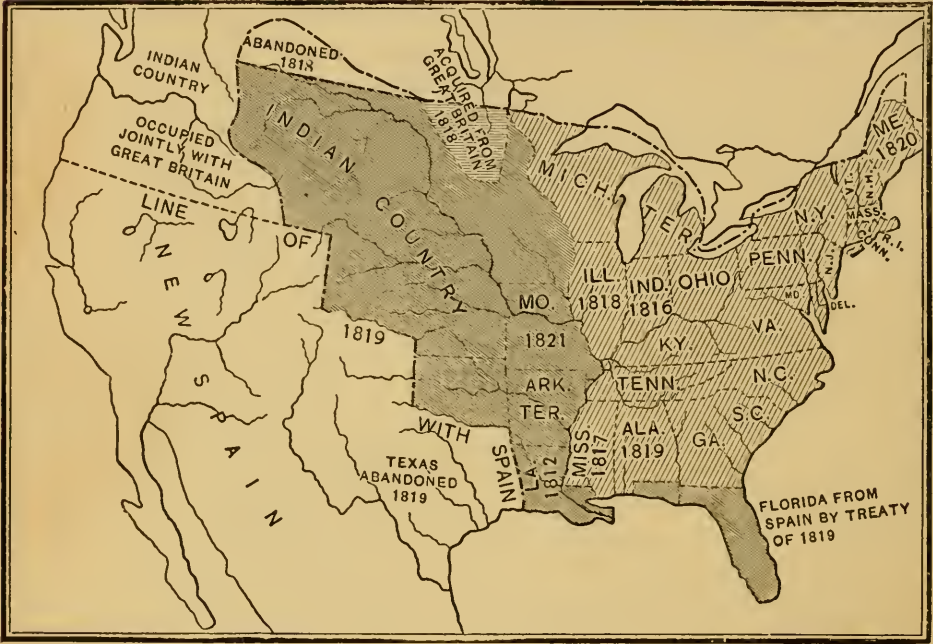 ABANDONED
1818
INDIAN
COUNTRY
ACQUIRED FROM
GREAT BRITAIN
1818
OCCUPIED
JOINTLY WITH
GREAT BRITAIN
INDIAN COUNTRY
LINE OF 1819 WITH SPAIN
NEW SPAIN
TEXAS
ABANDONED
1819
MICH. TER.
ME.
1820
VT.
N.H.
MASS.
R.I.
CONN.
N.Y.
N.J.
PENN.
MD.
DEL.
OHIO
IND.
1816
ILL.
1818
MO.
1821
VA.
KY.
N.C.
TENN.
ARK.
TER.
S.C.
GA.
ALA.
1819
MISS.
1817
LA.
1812
FLORIDA FROM
SPAIN BY TREATY
OF 1819